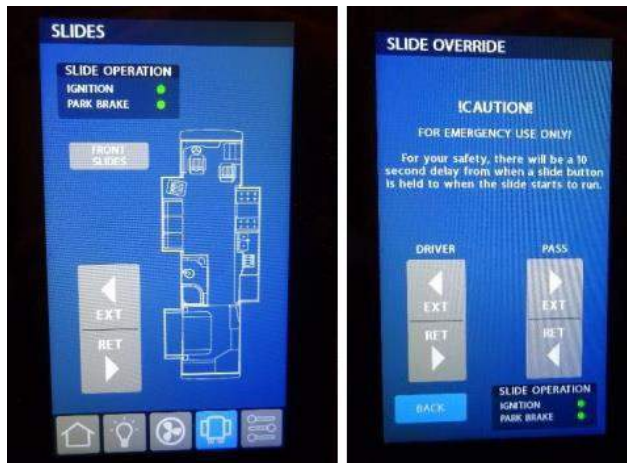 SLIDES
SLIDE OPERATION
IGNITION
PARK BRAKE
FRONT
SLIDES
EXT
RET
SLIDE OVERRIDE
!CAUTION!
FOR EMERGENCY USE ONLY!
For your safety, there will be a 10
second delay from when a slide button
is held to when the slide starts to run.
DRIVER PASS
EXT EXT
RET RET
BACK
SLIDE OPERATION
IGNITION
PARK BRAKE